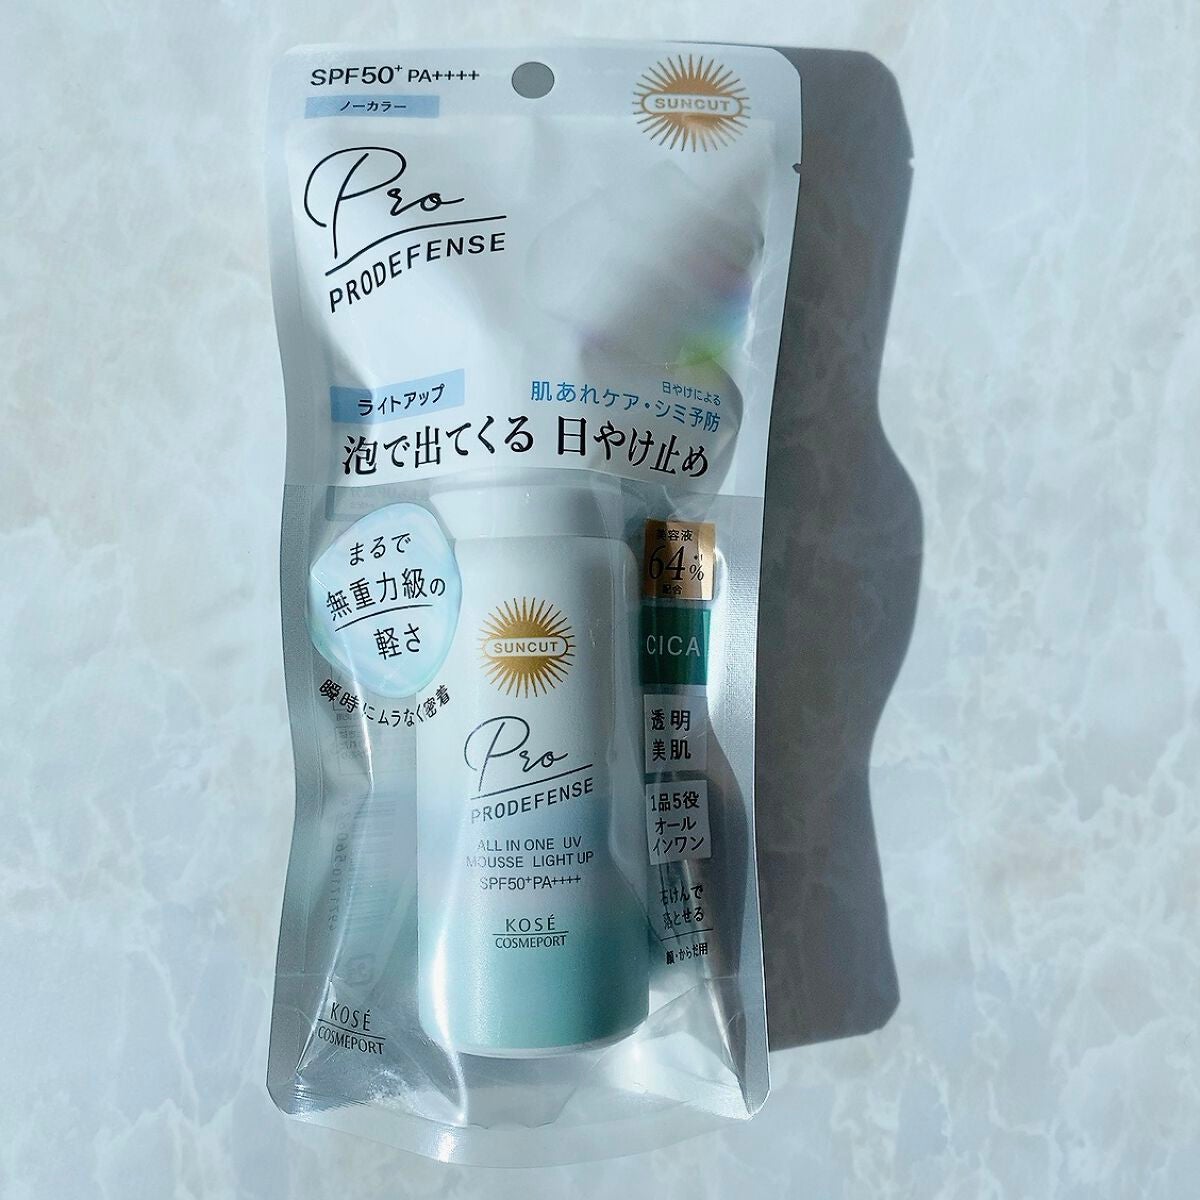 SPF50+ PA++++
ノーカラー
SUNCUT
Pro
PRODEFENSE
ライトアップ
日やけによる
肌あれケア・シミ予防
泡で出てくる 日やけ止め
まるで
無重力級の
軽さ
瞬時にムラなく密着
美容液
64%
配合
CICA
透明
美肌
1品5役
オール
インワン
石けんで
落とせる
顔・からだ用
SUNCUT
Pro
PRODEFENSE
ALL IN ONE UV
MOUSSE LIGHT UP
SPF50+PA++++
KOSÉ
COSMEPORT
KOSÉ
COSMEPORT